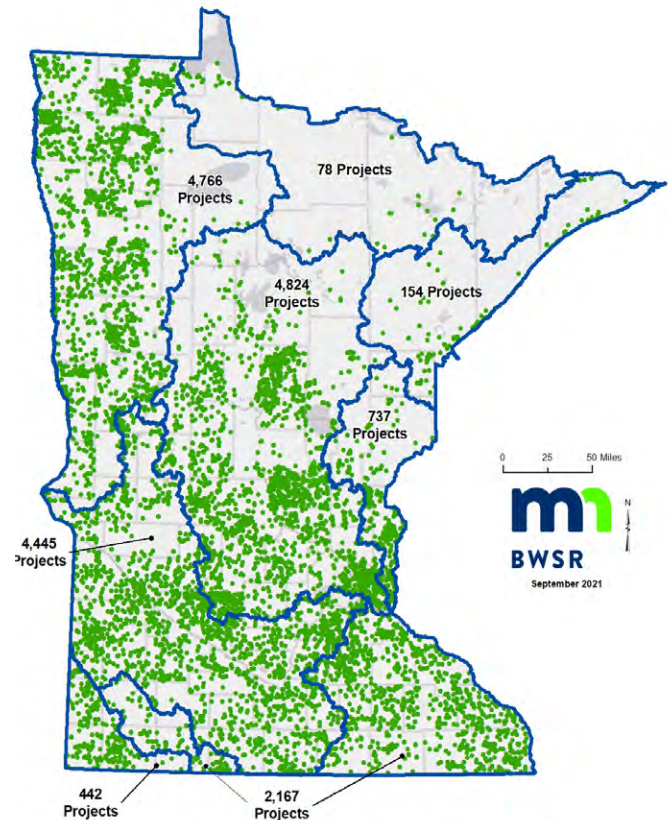 4,766
Projects
78 Projects
4,824
Projects
154 Projects
737
Projects
0 25 50 Miles
mn
N
BWSR
September 2021
4,445
Projects
442
Projects
2,167
Projects